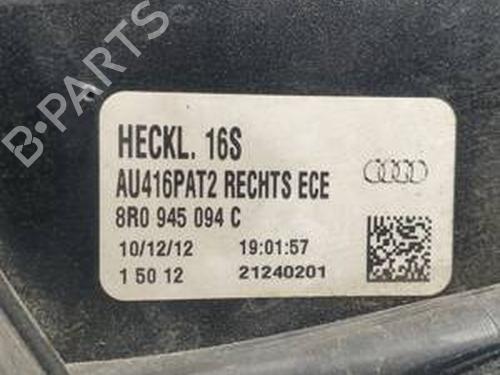 HECKL. 16S
AU416PAT2 RECHTS ECE
8R0 945 094 C
10/12/12 19:01:57
1 50 12 21240201
B-PARTS